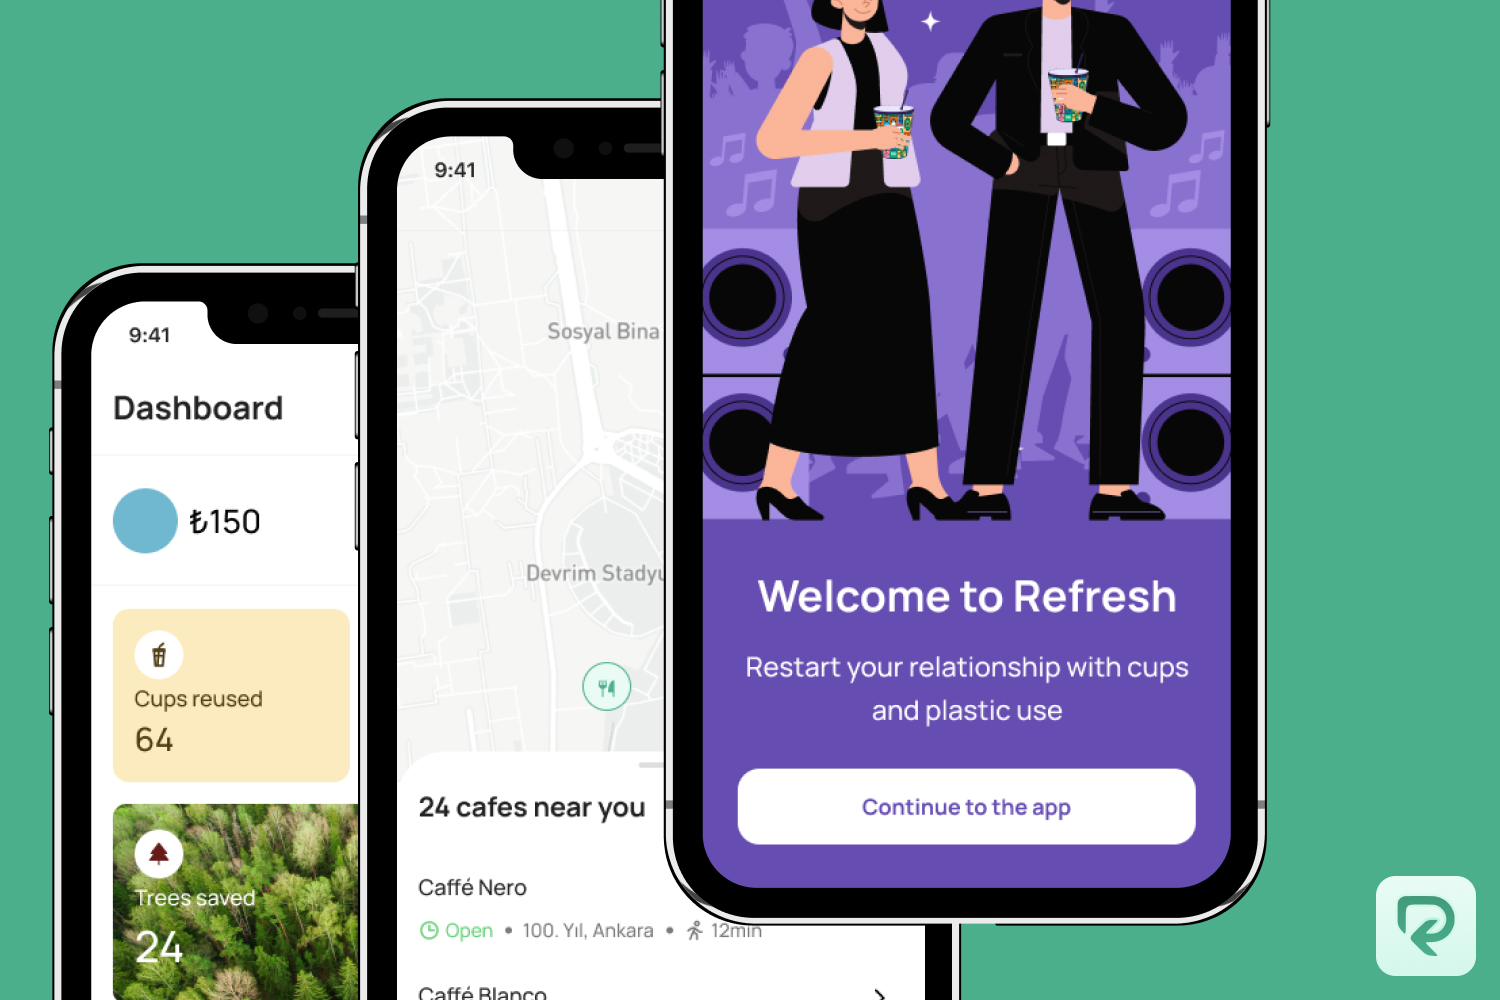 9:41
Dashboard
₺150
Cups reused
64
Trees saved
24
9:41
Sosyal Bina
Devrim Stadyu
24 cafes near you
Caffé Nero
Open • 100. Yıl, Ankara • 12min
Caffé Blanco
Welcome to Refresh
Restart your relationship with cups
and plastic use
Continue to the app